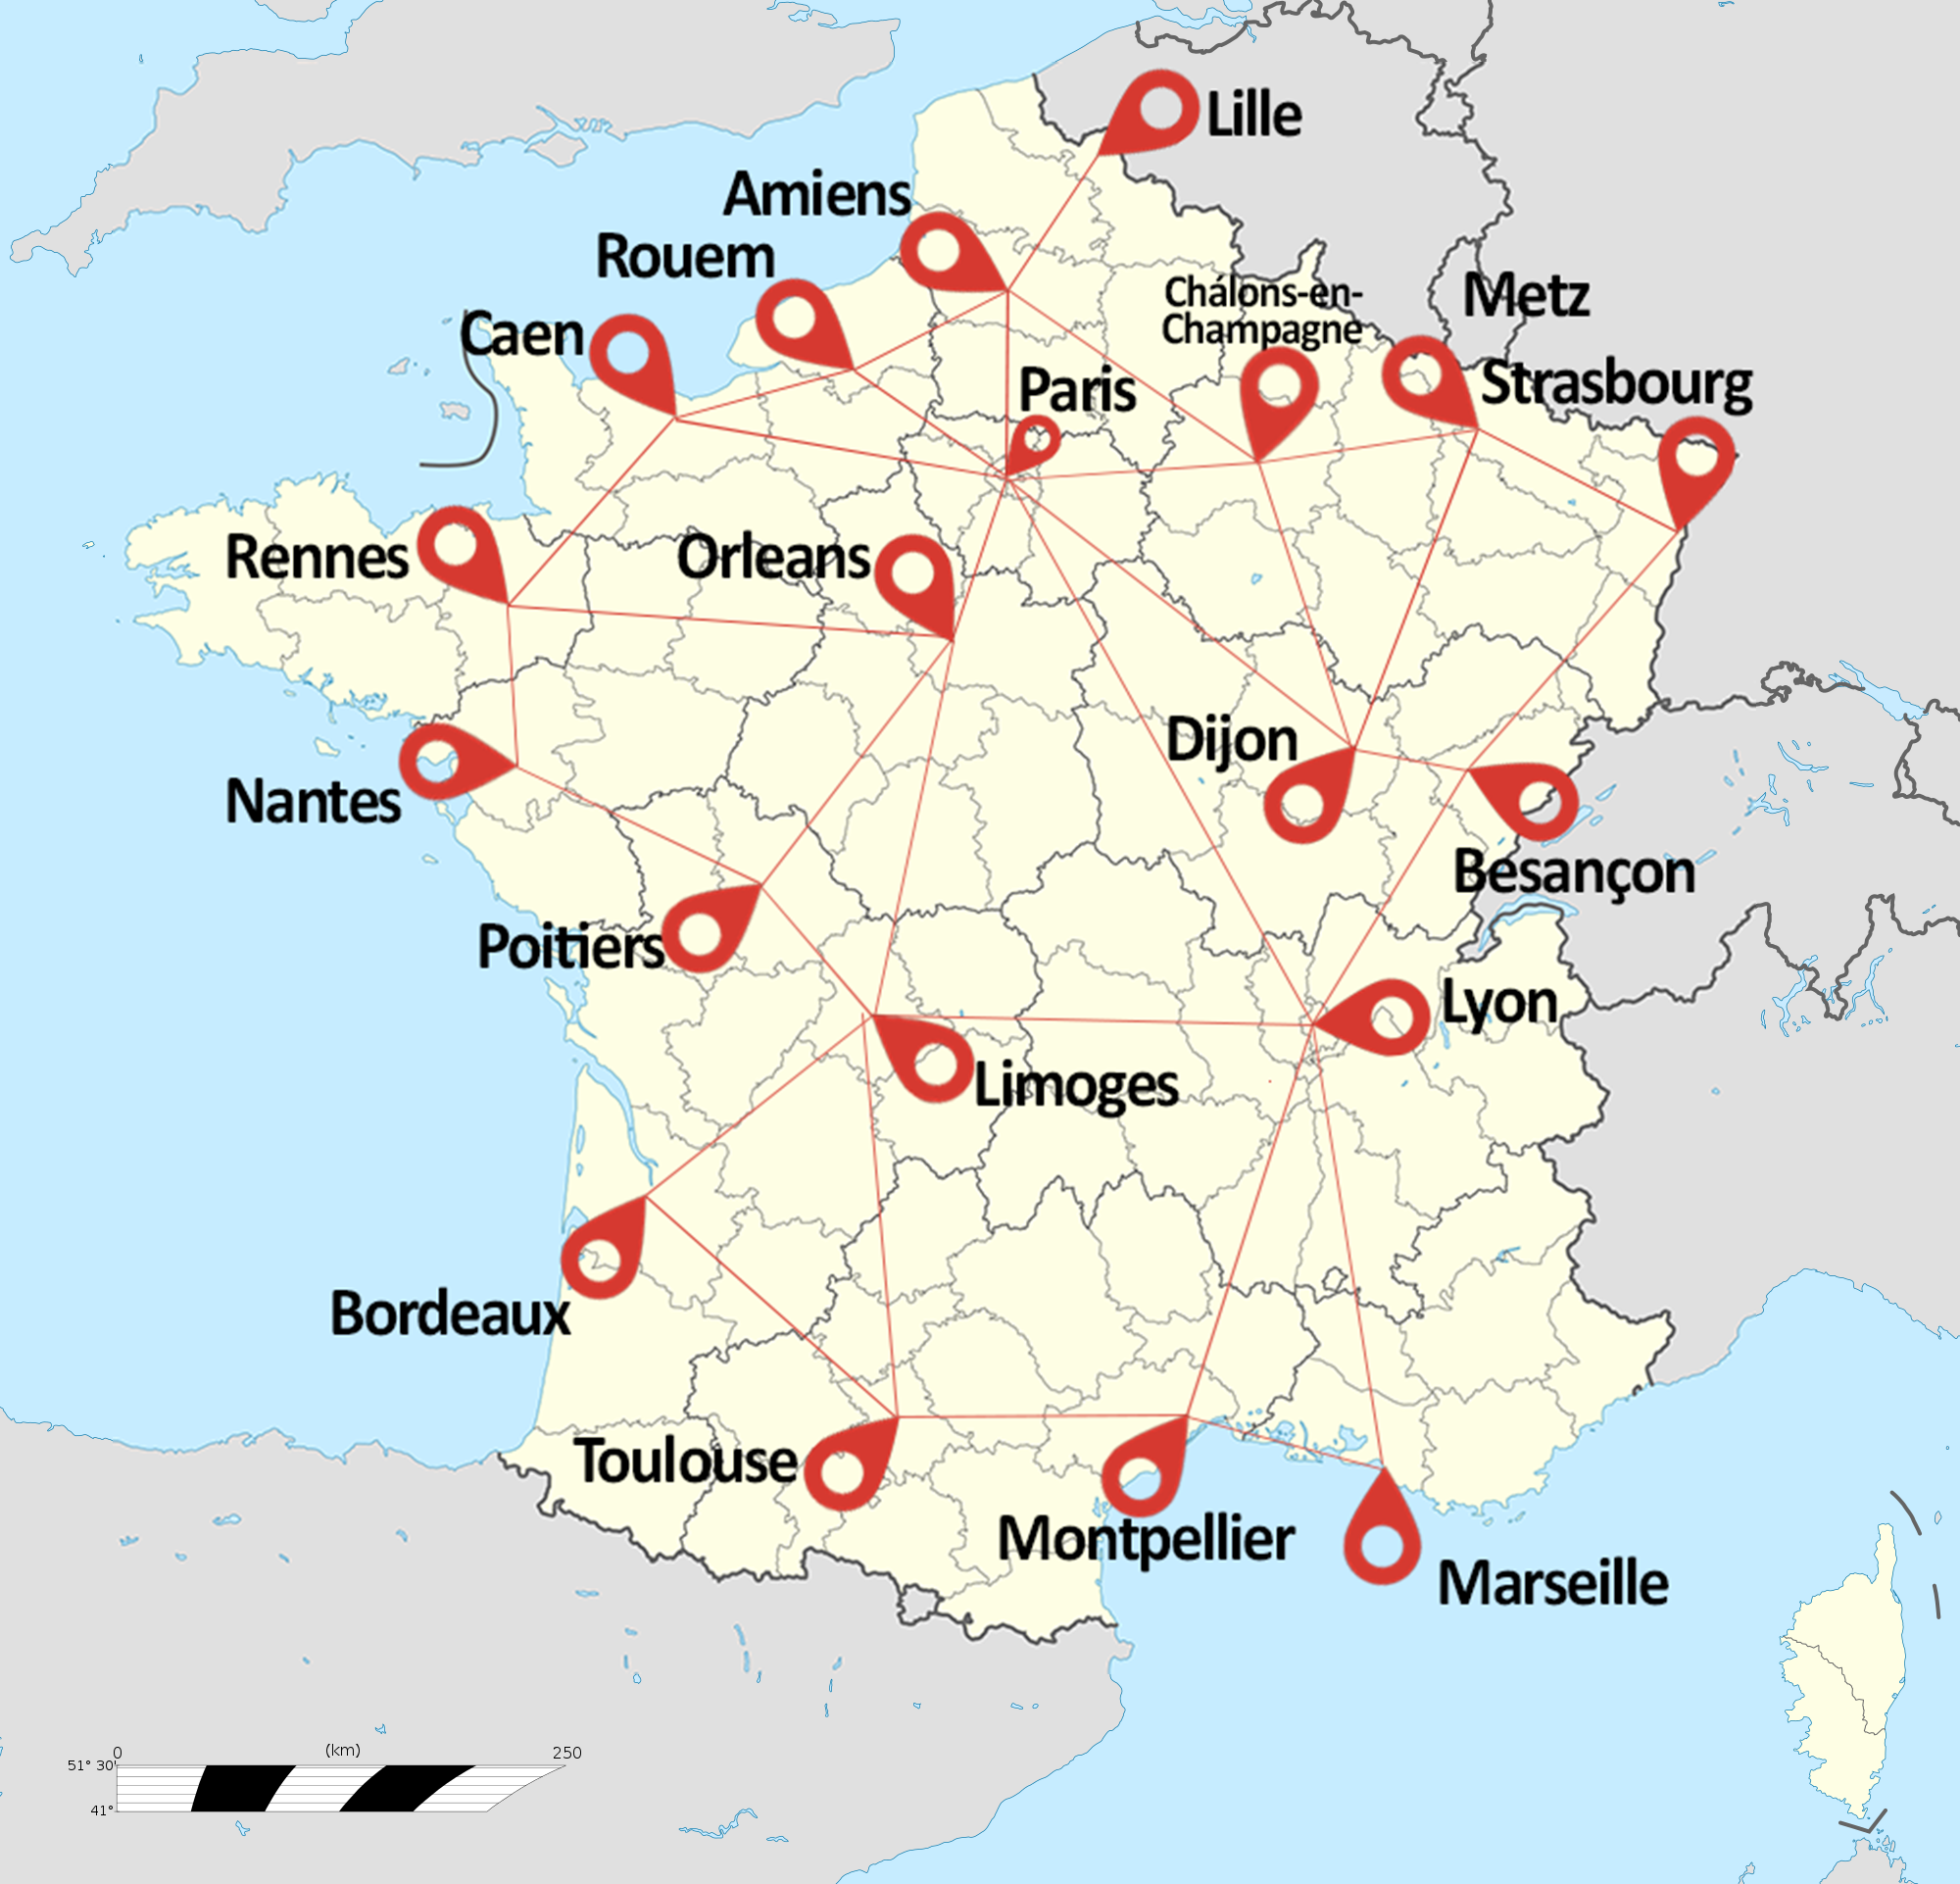 Lille
Amiens
Rouem
Chálons-en-
Champagne
Metz
Caen
Paris
Strasbourg
Rennes
Orleans
Dijon
Nantes
Besançon
Poitiers
Lyon
Limoges
Bordeaux
Toulouse
Montpellier
Marseille
0 (km) 250
51° 30'
41°